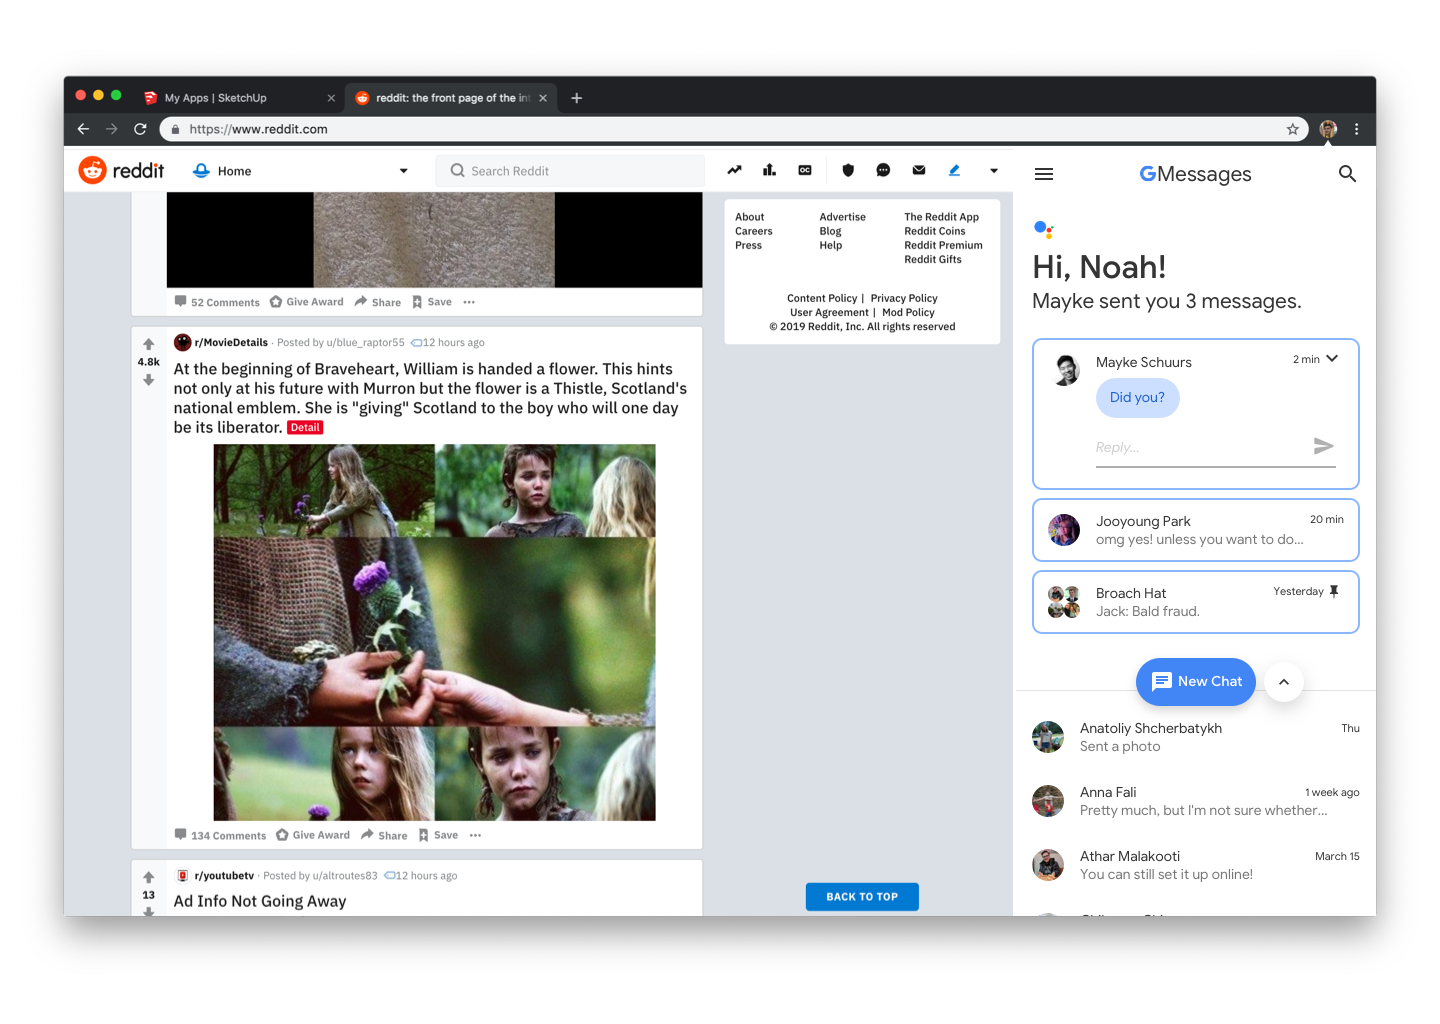 My Apps | SketchUp
reddit: the front page of the int
https://www.reddit.com
reddit
Home
Search Reddit
OC
52 Comments
Give Award
Share
Save
r/MovieDetails · Posted by u/blue_raptor55 12 hours ago
4.8k
At the beginning of Braveheart, William is handed a flower. This hints
not only at his future with Murron but the flower is a Thistle, Scotland's
national emblem. She is "giving" Scotland to the boy who will one day
be its liberator. Detail
134 Comments
Give Award
Share
Save
r/youtubetv · Posted by u/altroutes83 12 hours ago
13
Ad Info Not Going Away
About
Careers
Press
Advertise
Blog
Help
The Reddit App
Reddit Coins
Reddit Premium
Reddit Gifts
Content Policy | Privacy Policy
User Agreement | Mod Policy
© 2019 Reddit, Inc. All rights reserved
BACK TO TOP
GMessages
Hi, Noah!
Mayke sent you 3 messages.
Mayke Schuurs
2 min
Did you?
Reply...
Jooyoung Park
20 min
omg yes! unless you want to do...
Broach Hat
Yesterday
Jack: Bald fraud.
New Chat
Anatoliy Shcherbatykh
Thu
Sent a photo
Anna Fali
1 week ago
Pretty much, but I'm not sure whether...
Athar Malakooti
March 15
You can still set it up online!